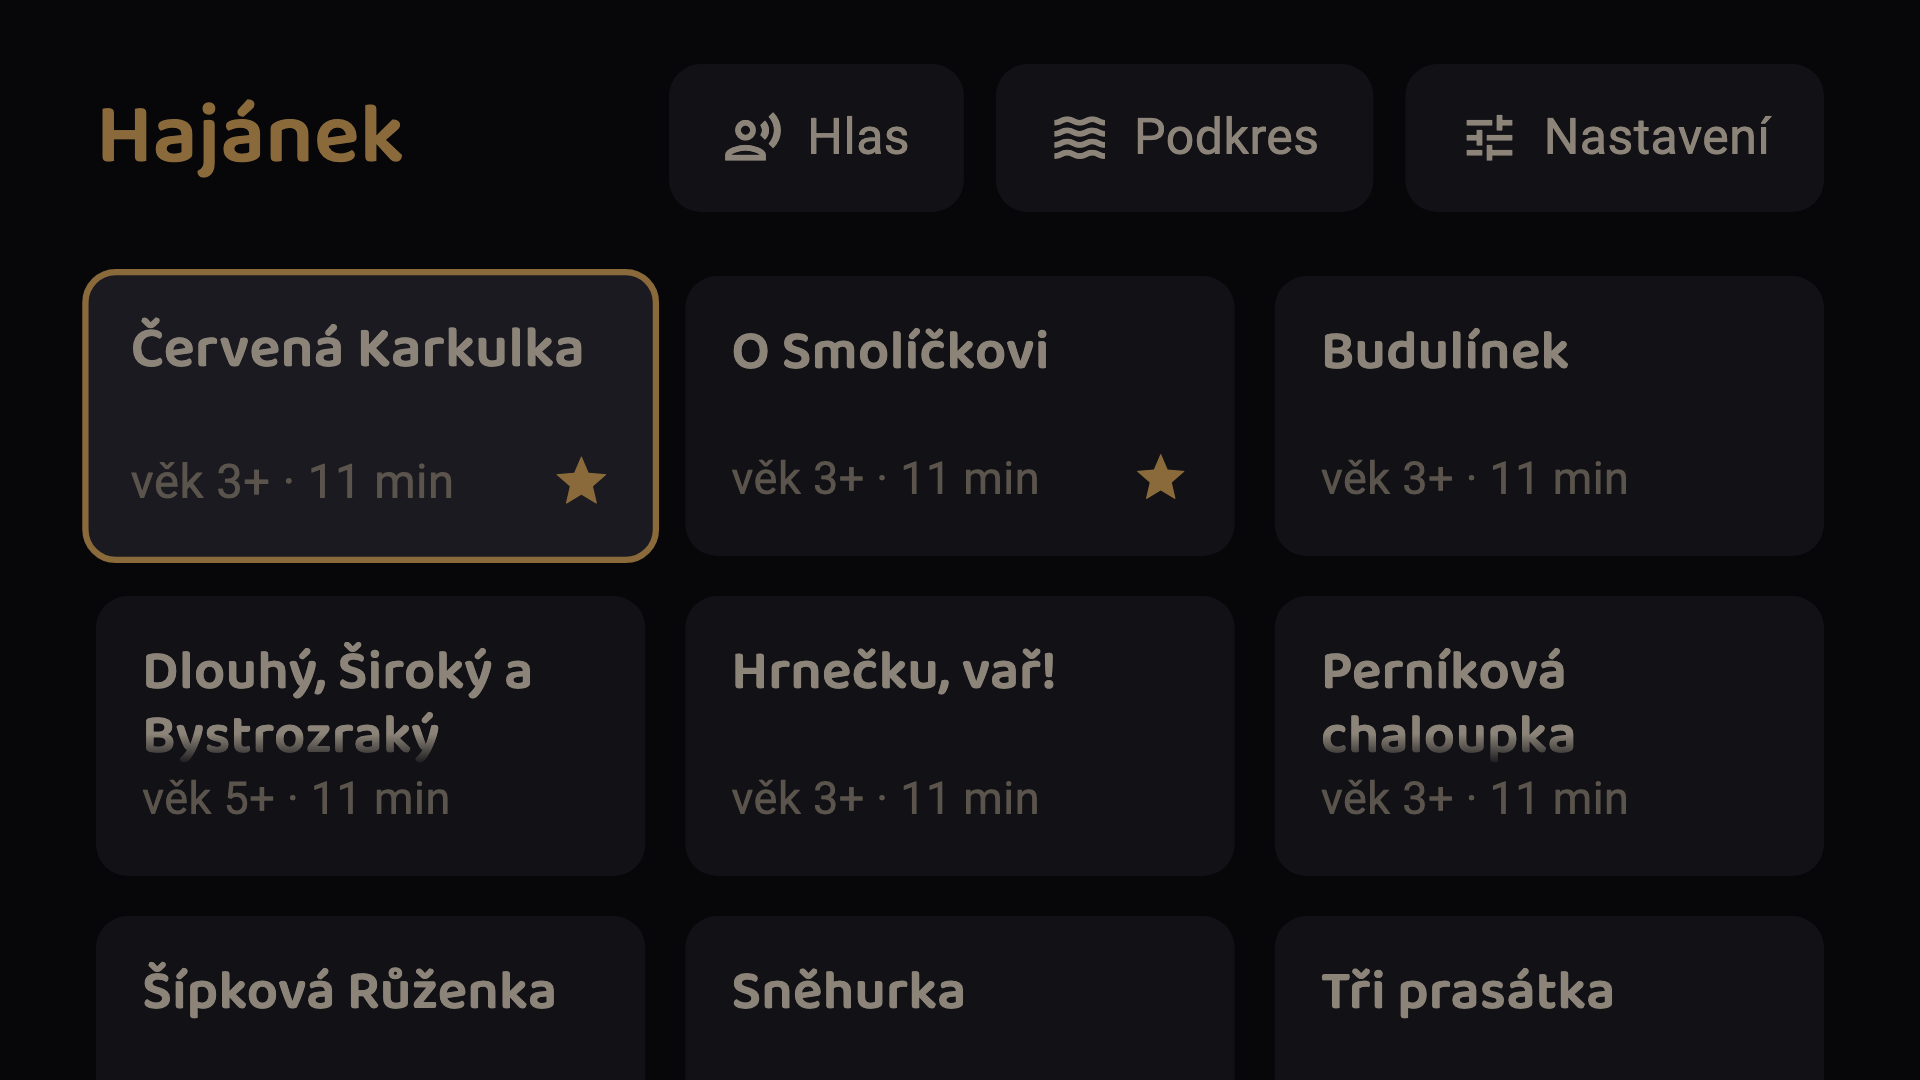 Hajánek
Hlas
Podkres
Nastavení
Červená Karkulka
věk 3+ · 11 min
O Smolíčkovi
věk 3+ · 11 min
Budulínek
věk 3+ · 11 min
Dlouhý, Široký a
Bystrozraký
věk 5+ · 11 min
Hrnečku, vař!
věk 3+ · 11 min
Perníková
chaloupka
věk 3+ · 11 min
Šípková Růženka
Sněhurka
Tři prasátka